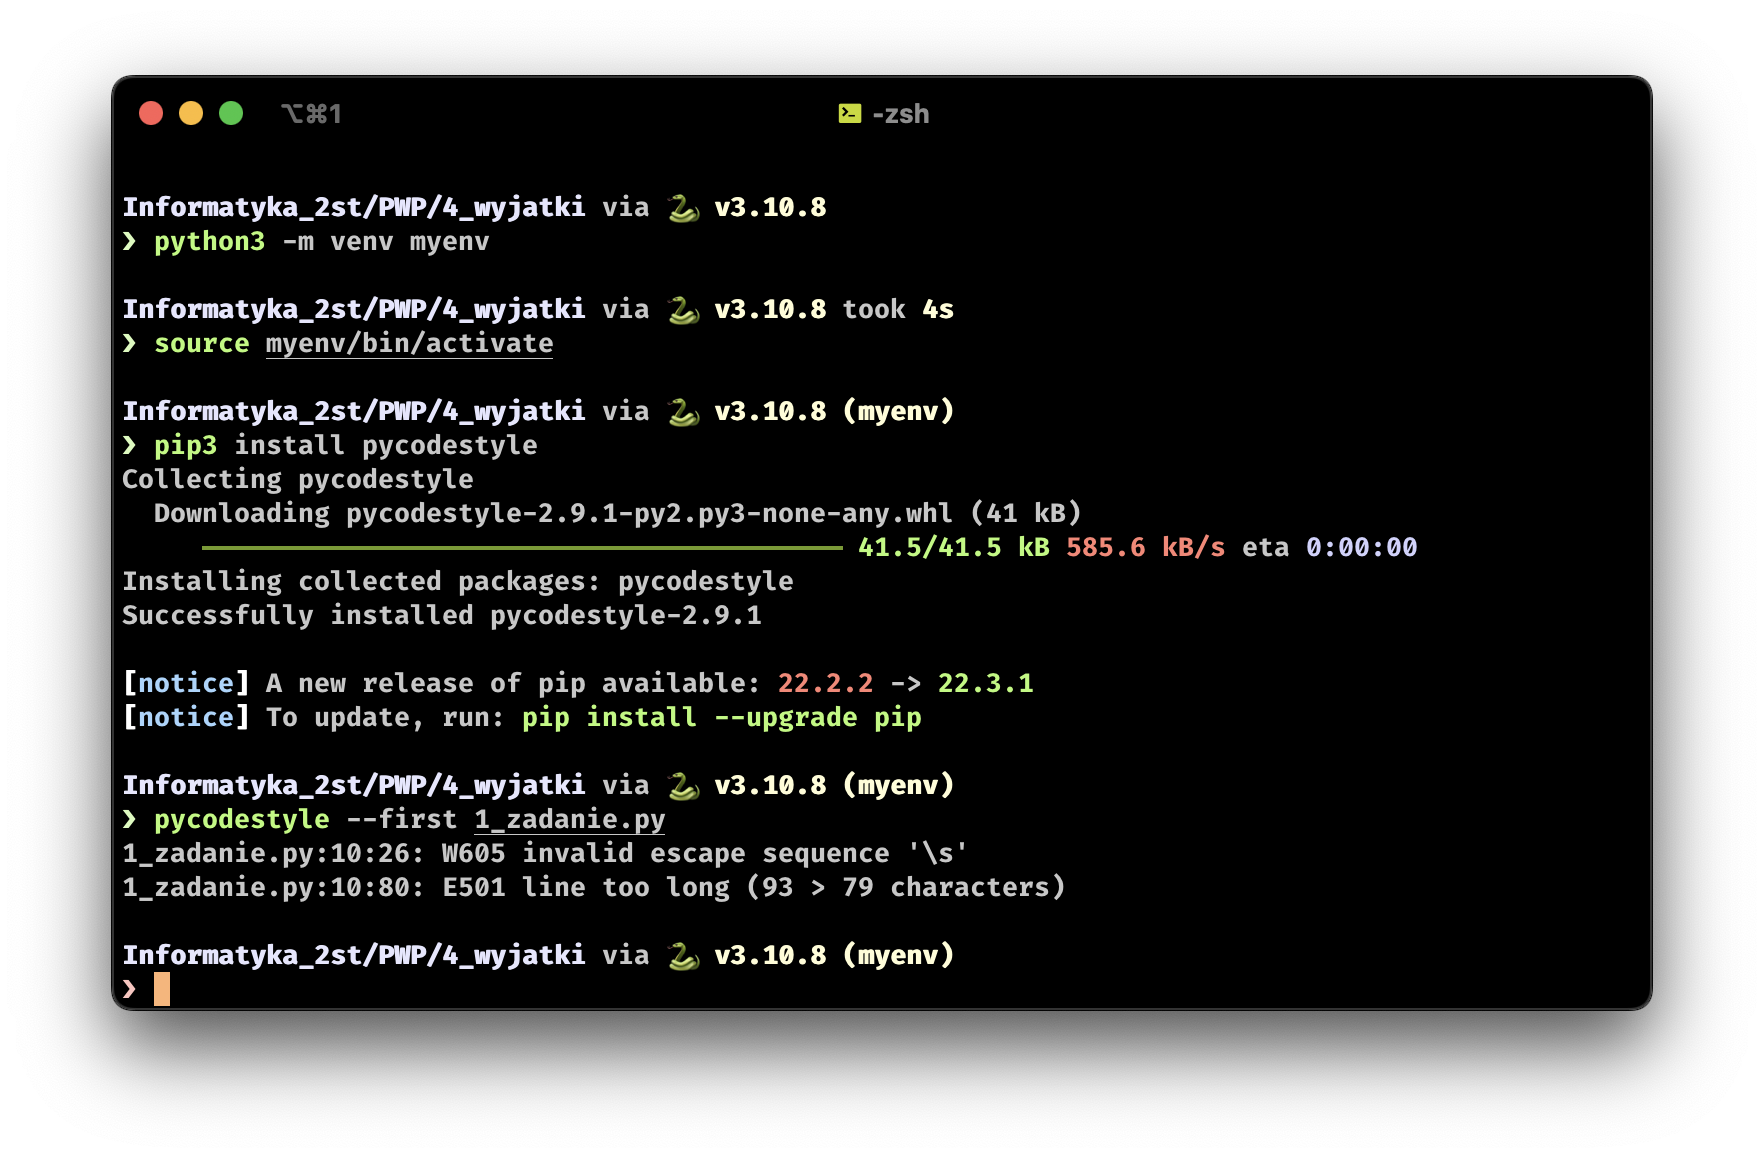 ⌥⌘1 -zsh
Informatyka_2st/PWP/4_wyjatki via 🐍 v3.10.8
❯ python3 -m venv myenv
Informatyka_2st/PWP/4_wyjatki via 🐍 v3.10.8 took 4s
❯ source myenv/bin/activate
Informatyka_2st/PWP/4_wyjatki via 🐍 v3.10.8 (myenv)
❯ pip3 install pycodestyle
Collecting pycodestyle
  Downloading pycodestyle-2.9.1-py2.py3-none-any.whl (41 kB)
     ━━━━━━━━━━━━━━━━━━━━━━━━━━━━━━━━━━━━━━━━ 41.5/41.5 kB 585.6 kB/s eta 0:00:00
Installing collected packages: pycodestyle
Successfully installed pycodestyle-2.9.1
[notice] A new release of pip available: 22.2.2 -> 22.3.1
[notice] To update, run: pip install --upgrade pip
Informatyka_2st/PWP/4_wyjatki via 🐍 v3.10.8 (myenv)
❯ pycodestyle --first 1_zadanie.py
1_zadanie.py:10:26: W605 invalid escape sequence '\s'
1_zadanie.py:10:80: E501 line too long (93 > 79 characters)
Informatyka_2st/PWP/4_wyjatki via 🐍 v3.10.8 (myenv)
❯